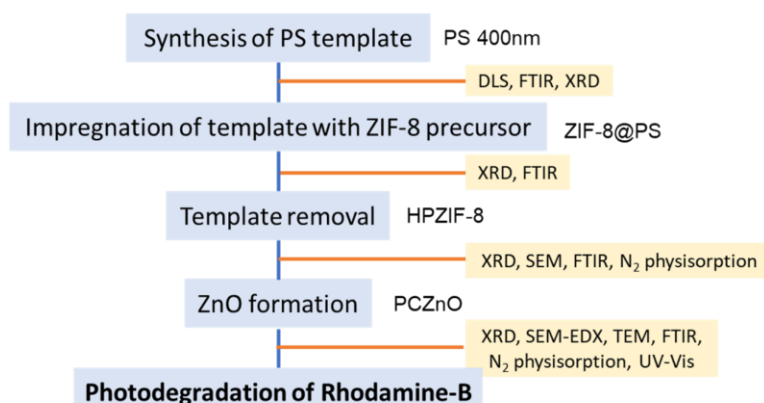 Synthesis of PS template PS 400nm
DLS, FTIR, XRD
Impregnation of template with ZIF-8 precursor ZIF-8@PS
XRD, FTIR
Template removal HPZIF-8
XRD, SEM, FTIR, N₂ physisorption
ZnO formation PCZnO
XRD, SEM-EDX, TEM, FTIR,
N₂ physisorption, UV-Vis
Photodegradation of Rhodamine-B